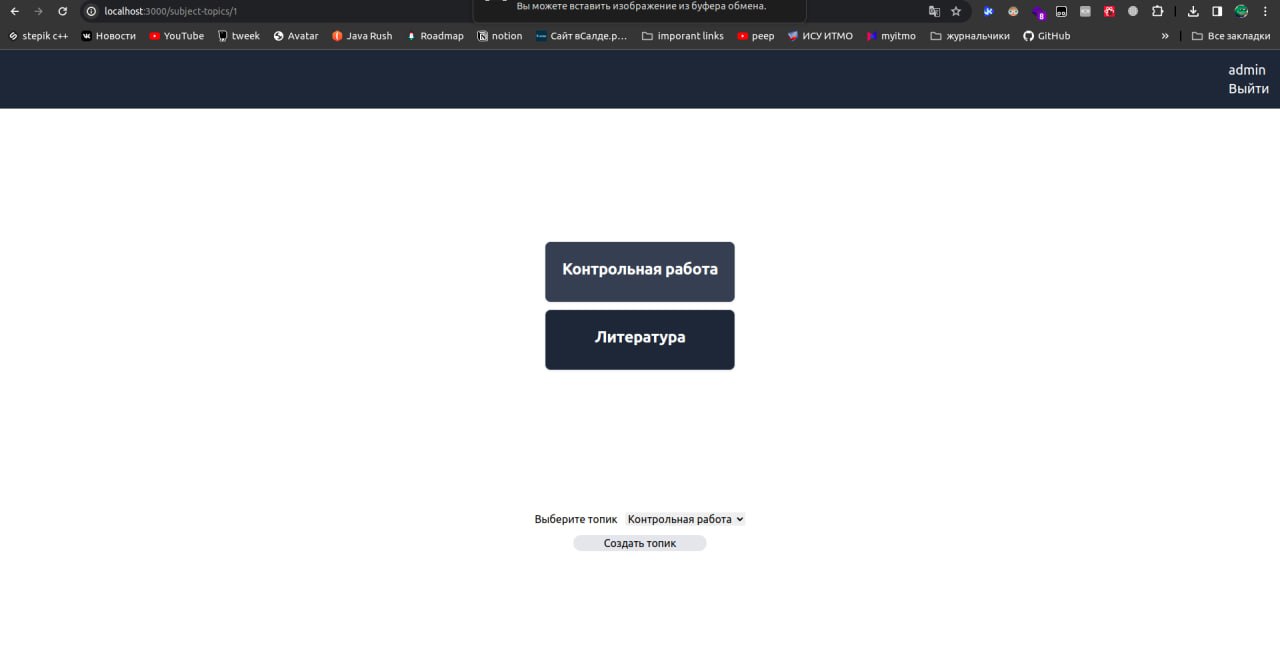 Вы можете вставить изображение из буфера обмена.
localhost:3000/subject-topics/1
8
stepik c++ Новости YouTube tweek Avatar Java Rush Roadmap notion Сайт вСалде.р... imporant links peep ИСУ ИТМО myitmo журнальчики GitHub » Все закладки
admin
Выйти
Контрольная работа
Литература
Выберите топик Контрольная работа
Создать топик